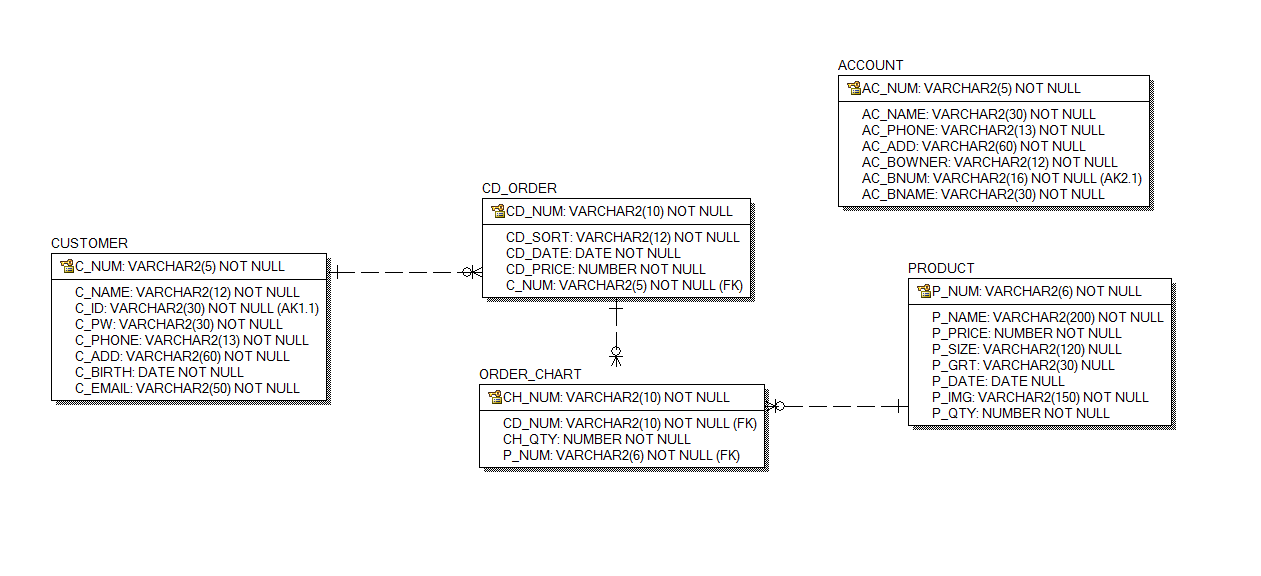 ACCOUNT
AC_NUM: VARCHAR2(5) NOT NULL
AC_NAME: VARCHAR2(30) NOT NULL
AC_PHONE: VARCHAR2(13) NOT NULL
AC_ADD: VARCHAR2(60) NOT NULL
AC_BOWNER: VARCHAR2(12) NOT NULL
AC_BNUM: VARCHAR2(16) NOT NULL (AK2.1)
AC_BNAME: VARCHAR2(30) NOT NULL
CD_ORDER
CD_NUM: VARCHAR2(10) NOT NULL
CD_SORT: VARCHAR2(12) NOT NULL
CD_DATE: DATE NOT NULL
CD_PRICE: NUMBER NOT NULL
C_NUM: VARCHAR2(5) NOT NULL (FK)
CUSTOMER
C_NUM: VARCHAR2(5) NOT NULL
C_NAME: VARCHAR2(12) NOT NULL
C_ID: VARCHAR2(30) NOT NULL (AK1.1)
C_PW: VARCHAR2(30) NOT NULL
C_PHONE: VARCHAR2(13) NOT NULL
C_ADD: VARCHAR2(60) NOT NULL
C_BIRTH: DATE NOT NULL
C_EMAIL: VARCHAR2(50) NOT NULL
PRODUCT
P_NUM: VARCHAR2(6) NOT NULL
P_NAME: VARCHAR2(200) NOT NULL
P_PRICE: NUMBER NOT NULL
P_SIZE: VARCHAR2(120) NULL
P_GRT: VARCHAR2(30) NULL
P_DATE: DATE NULL
P_IMG: VARCHAR2(150) NOT NULL
P_QTY: NUMBER NOT NULL
ORDER_CHART
CH_NUM: VARCHAR2(10) NOT NULL
CD_NUM: VARCHAR2(10) NOT NULL (FK)
CH_QTY: NUMBER NOT NULL
P_NUM: VARCHAR2(6) NOT NULL (FK)